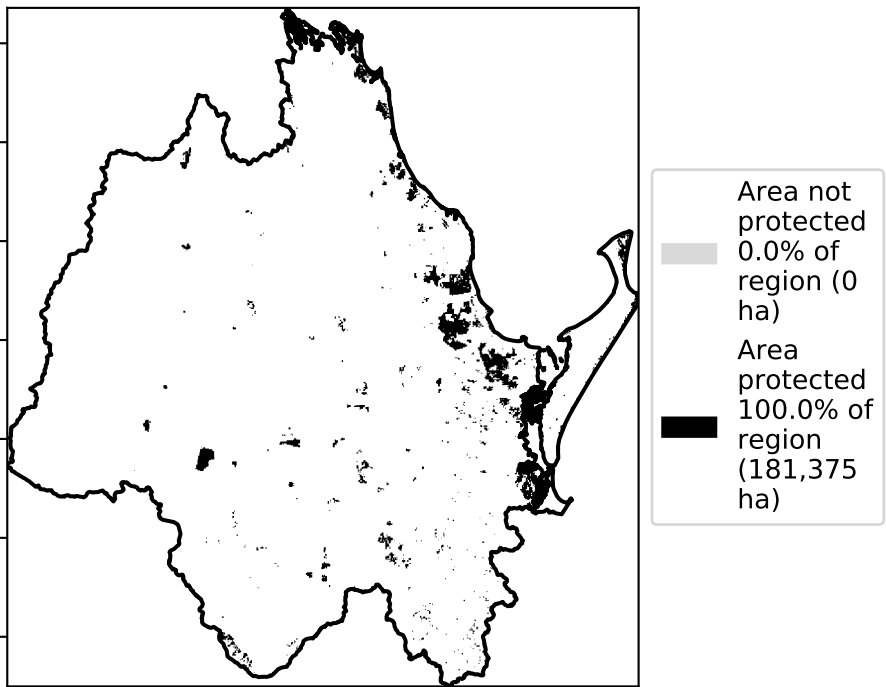 Area not
protected
0.0% of
region (0
ha)
Area
protected
100.0% of
region
(181,375
ha)